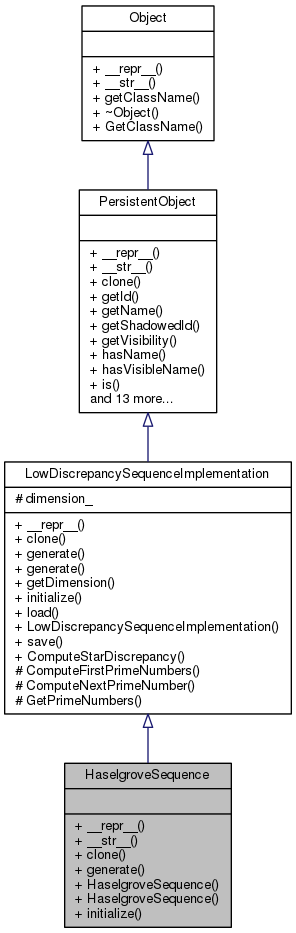 Object
+ __repr__()
+ __str__()
+ getClassName()
+ ~Object()
+ GetClassName()
PersistentObject
+ __repr__()
+ __str__()
+ clone()
+ getId()
+ getName()
+ getShadowedId()
+ getVisibility()
+ hasName()
+ hasVisibleName()
+ is()
and 13 more...
LowDiscrepancySequenceImplementation
# dimension_
+ __repr__()
+ clone()
+ generate()
+ generate()
+ getDimension()
+ initialize()
+ load()
+ LowDiscrepancySequenceImplementation()
+ save()
+ ComputeStarDiscrepancy()
# ComputeFirstPrimeNumbers()
# ComputeNextPrimeNumber()
# GetPrimeNumbers()
HaselgroveSequence
+ __repr__()
+ __str__()
+ clone()
+ generate()
+ HaselgroveSequence()
+ HaselgroveSequence()
+ initialize()